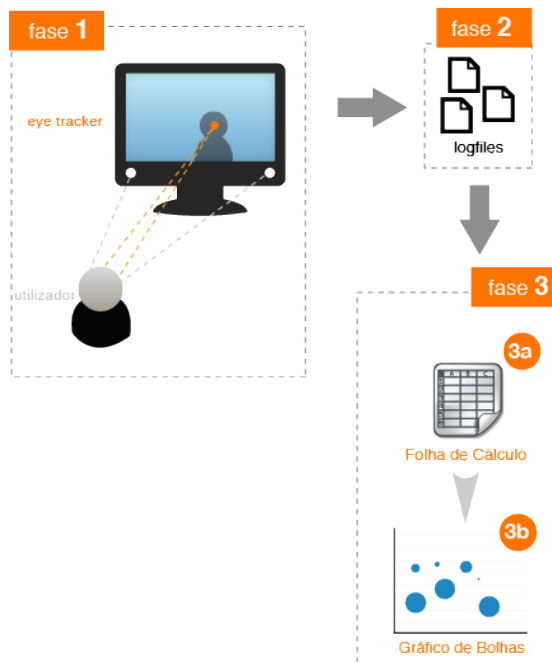 fase 1
eye tracker
utilizador
fase 2
logfiles
fase 3
3a
A B C
Folha de Cálculo
3b
Gráfico de Bolhas